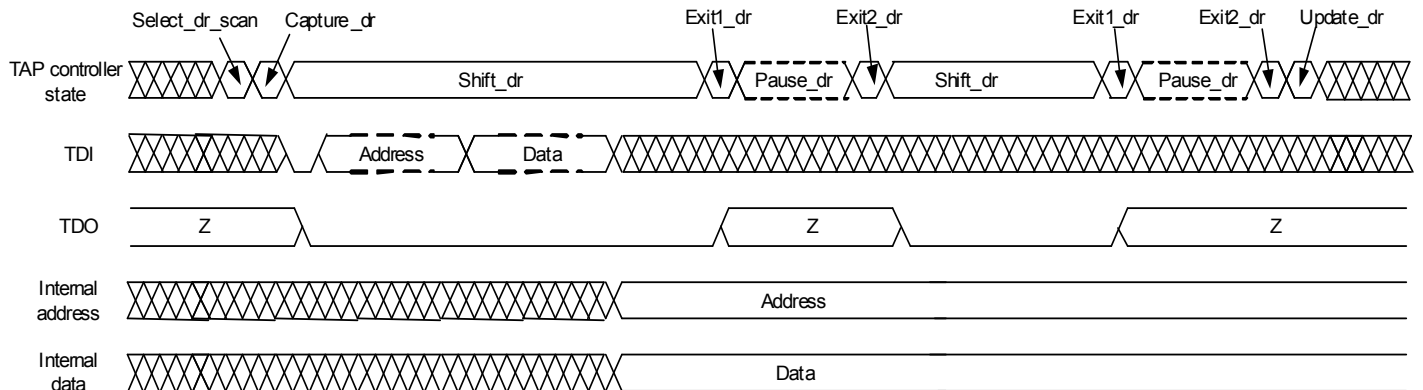 Select_dr_scan Capture_dr Exit1_dr Exit2_dr Exit1_dr Exit2_dr Update_dr
TAP controller
state
Shift_dr Pause_dr Shift_dr Pause_dr
TDI
Address Data
TDO
Z Z Z
Internal
address
Address
Internal
data
Data